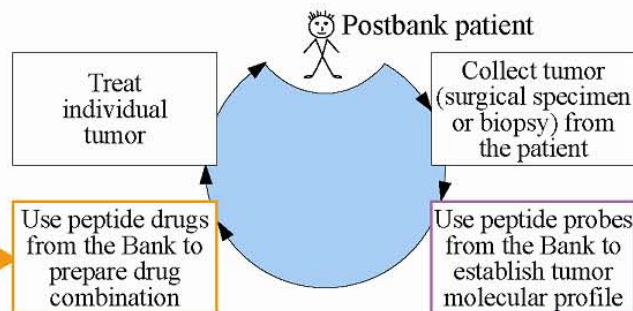 Postbank patient
Treat
individual
tumor
Collect tumor
(surgical specimen
or biopsy) from
the patient
Use peptide drugs
from the Bank to
prepare drug
combination
Use peptide probes
from the Bank to
establish tumor
molecular profile